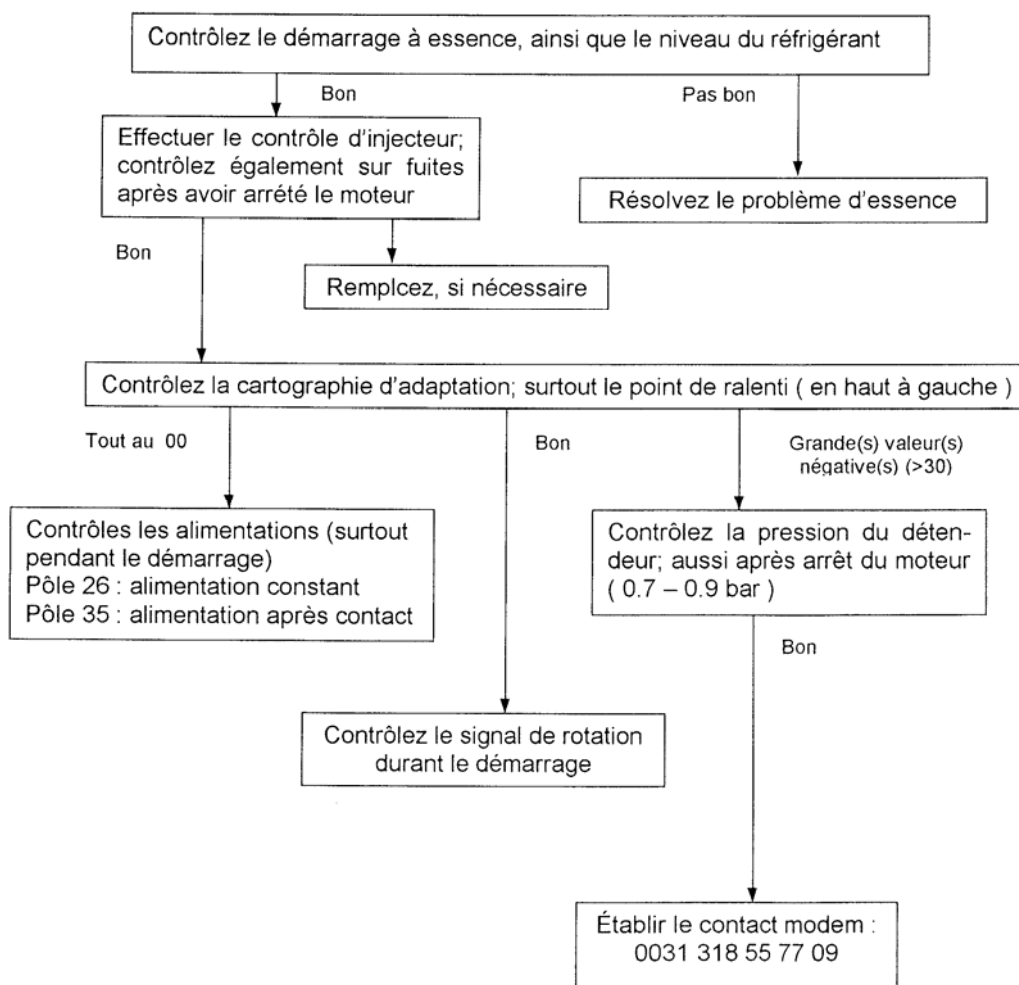 Contrôlez le démarrage à essence, ainsi que le niveau du réfrigérant
Bon
Pas bon
Effectuer le contrôle d'injecteur;
contrôlez également sur fuites
après avoir arrété le moteur
Résolvez le problème d'essence
Bon
Remplcez, si nécessaire
Contrôlez la cartographie d'adaptation; surtout le point de ralenti ( en haut à gauche )
Tout au 00
Bon
Grande(s) valeur(s)
négative(s) (>30)
Contrôles les alimentations (surtout
pendant le démarrage)
Pôle 26 : alimentation constant
Pôle 35 : alimentation après contact
Contrôlez la pression du déten-
deur; aussi après arrêt du moteur
( 0.7 – 0.9 bar )
Bon
Contrôlez le signal de rotation
durant le démarrage
Établir le contact modem :
0031 318 55 77 09